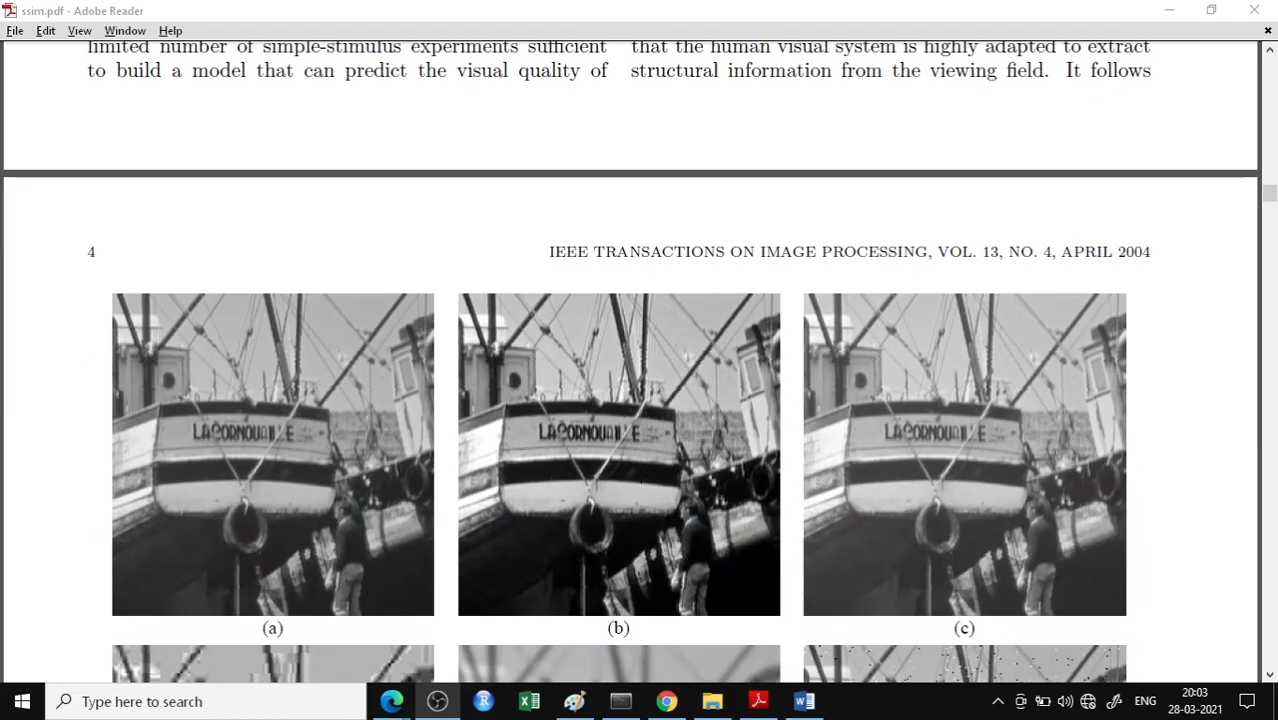 ssim.pdf - Adobe Reader
File Edit View Window Help
limited number of simple-stimulus experiments sufficient
to build a model that can predict the visual quality of
that the human visual system is highly adapted to extract
structural information from the viewing field. It follows
4
IEEE TRANSACTIONS ON IMAGE PROCESSING, VOL. 13, NO. 4, APRIL 2004
LACORNOUAILLE
LACORNOUAILLE
LACORNOUAILLE
(a)
(b)
(c)
Type here to search
ENG
20:03
28-03-2021